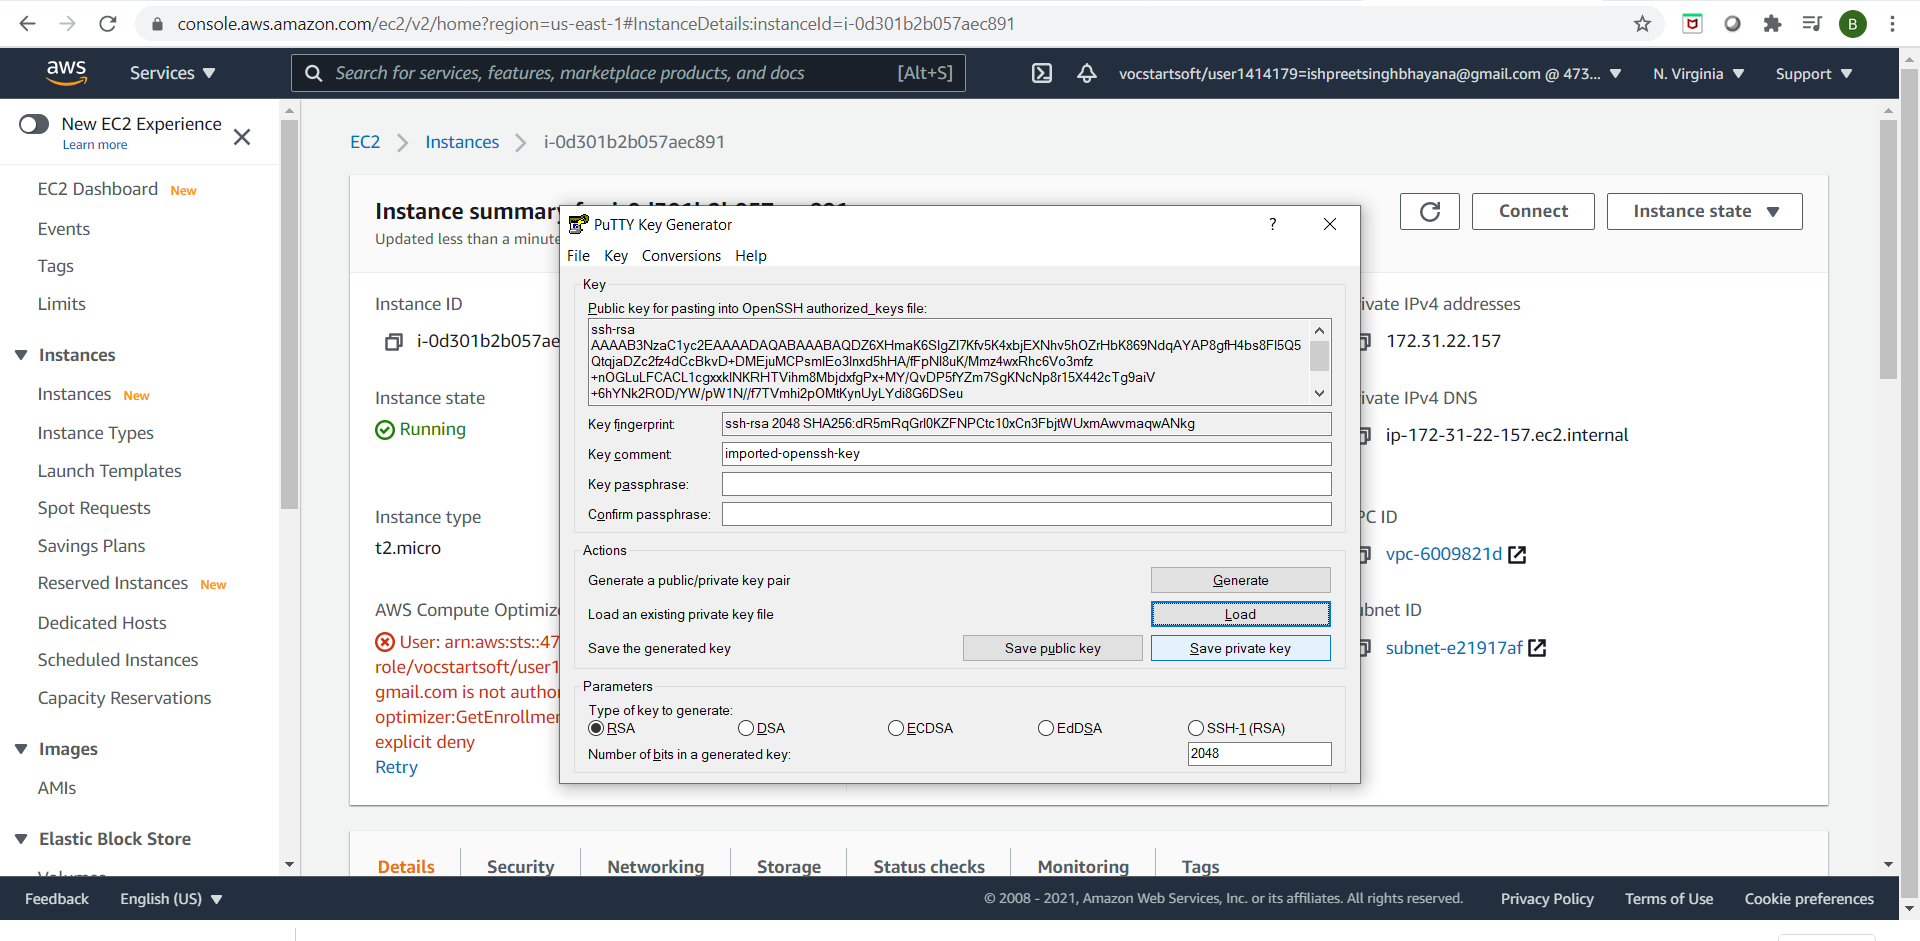 console.aws.amazon.com/ec2/v2/home?region=us-east-1#InstanceDetails:instanceId=i-0d301b2b057aec891
B
aws
Services
Search for services, features, marketplace products, and docs [Alt+S]
vocstartsoft/user1414179=ishpreetsinghbhayana@gmail.com @ 473...
N. Virginia
Support
New EC2 Experience
Learn more
EC2 Dashboard New
Events
Tags
Limits
Instances
Instances New
Instance Types
Launch Templates
Spot Requests
Savings Plans
Reserved Instances New
Dedicated Hosts
Scheduled Instances
Capacity Reservations
Images
AMIs
Elastic Block Store
Volumes
EC2 > Instances > i-0d301b2b057aec891
Instance summary for i-0d301b2b057aec891
Updated less than a minute
Connect
Instance state
Instance ID
i-0d301b2b057ae
Instance state
Running
Instance type
t2.micro
AWS Compute Optimiz
User: arn:aws:sts::47
role/vocstartsoft/user1
gmail.com is not autho
optimizer:GetEnrollme
explicit deny
Retry
PuTTY Key Generator
?
File Key Conversions Help
Key
Public key for pasting into OpenSSH authorized_keys file:
ssh-rsa
AAAAB3NzaC1yc2EAAAADAQABAAABAQDZ6XHmaK6SIgZI7Kfv5K4xbjEXNhv5hOZrHbK869NdqAYAP8gfH4bs8FI5Q5
QtqjaDZc2fz4dCcBkvD+DMEjuMCPsmIEo3Inxd5hHA/fFpNI8uK/Mmz4wxRhc6Vo3mfz
+nOGLuLFCACL1cgxxkINKRHTVihm8MbjdxfgPx+MY/QvDP5fYZm7SgKNcNp8r15X442cTg9aiV
+6hYNk2ROD/YW/pW1N//f7TVmhi2pOMtKynUyLYdi8G6DSeu
Key fingerprint: ssh-rsa 2048 SHA256:dR5mRqGrl0KZFNPCtc10xCn3FbjtWUxmAwvmaqwANkg
Key comment: imported-openssh-key
Key passphrase:
Confirm passphrase:
Actions
Generate a public/private key pair
Generate
Load an existing private key file
Load
Save the generated key
Save public key
Save private key
Parameters
Type of key to generate:
RSA DSA ECDSA EdDSA SSH-1 (RSA)
Number of bits in a generated key: 2048
ivate IPv4 addresses
172.31.22.157
ivate IPv4 DNS
ip-172-31-22-157.ec2.internal
PC ID
vpc-6009821d
bnet ID
subnet-e21917af
Details Security Networking Storage Status checks Monitoring Tags
Feedback
English (US)
© 2008 - 2021, Amazon Web Services, Inc. or its affiliates. All rights reserved.
Privacy Policy
Terms of Use
Cookie preferences